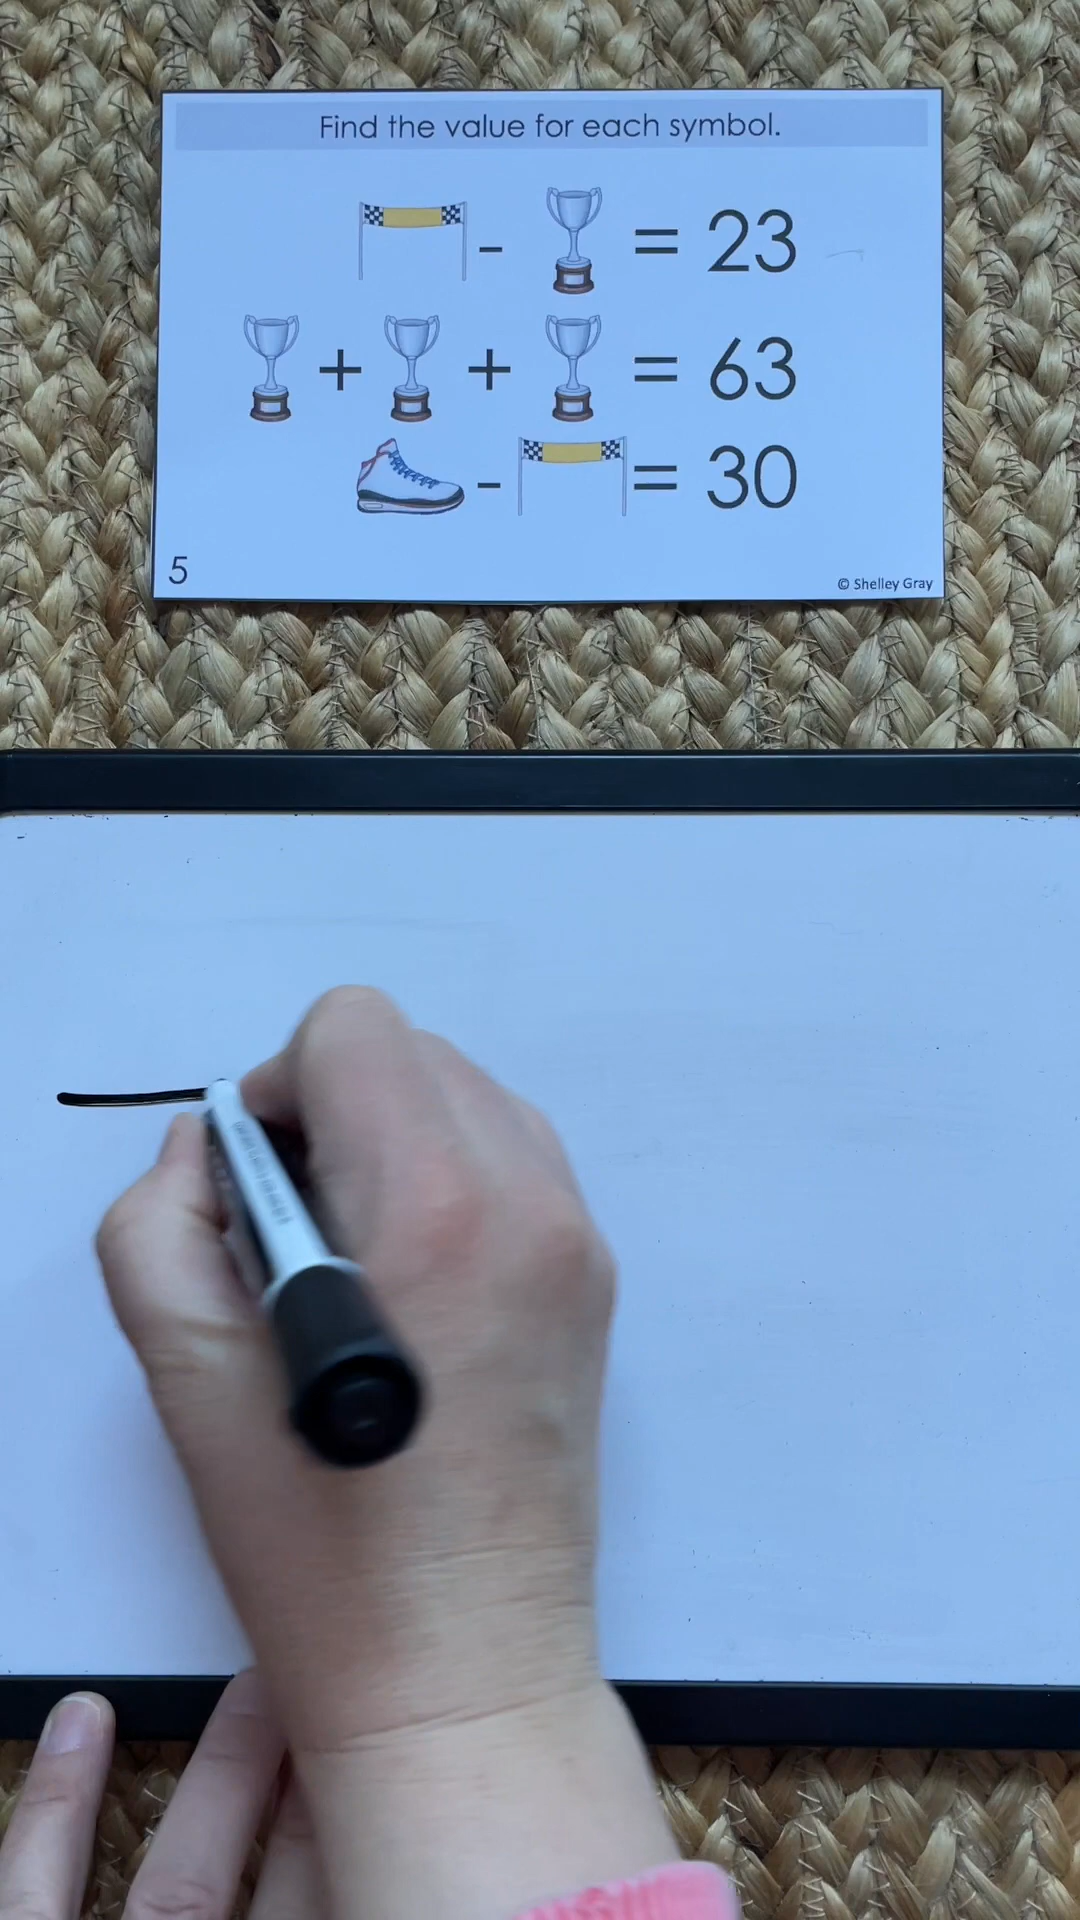 Find the value for each symbol.
- = 23
+ + = 63
- = 30
5
© Shelley Gray